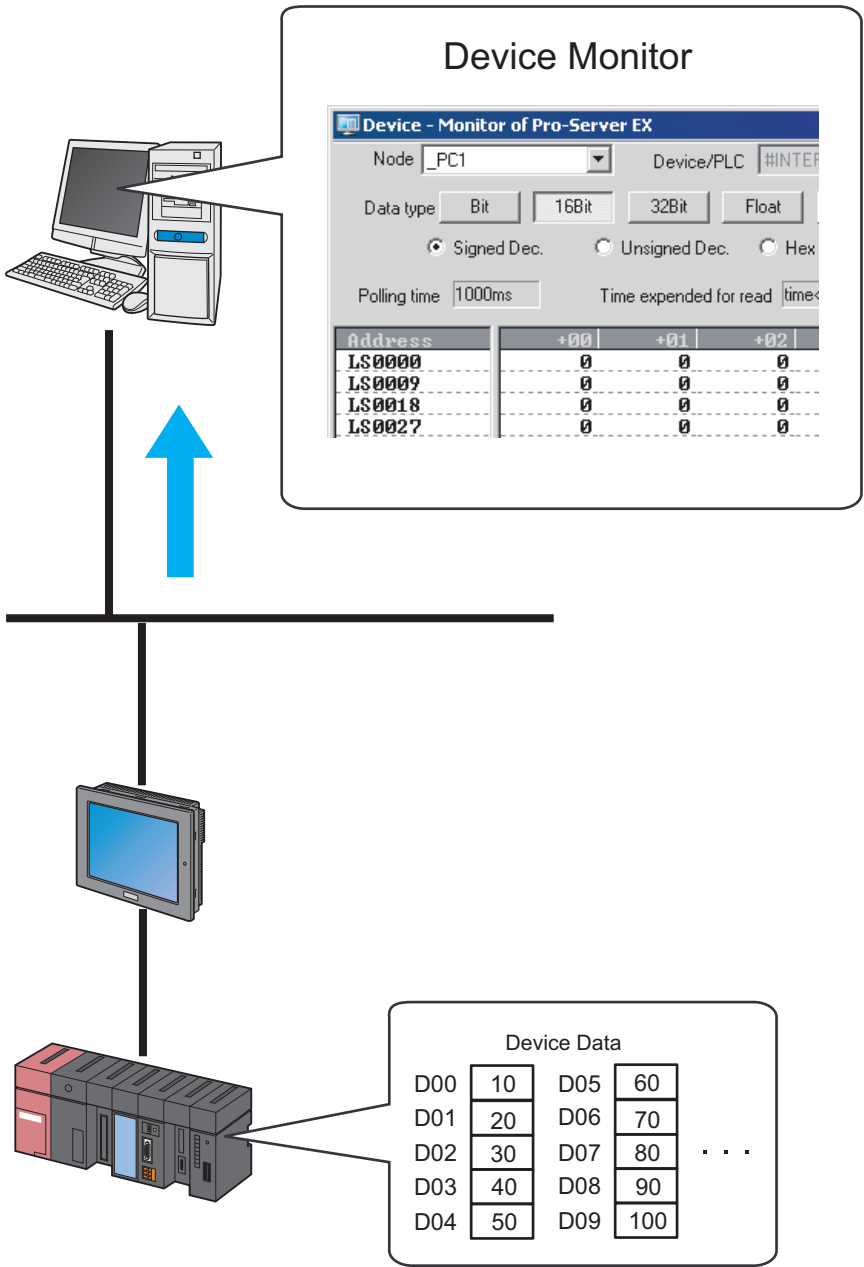 Device Monitor
Device - Monitor of Pro-Server EX
Node _PC1 Device/PLC
Data type Bit 16Bit 32Bit Float
Signed Dec. Unsigned Dec. Hex
Polling time 1000ms Time expended for read
Address +00 +01 +02
LS0000 0 0 0
LS0009 0 0 0
LS0018 0 0 0
LS0027 0 0 0
Device Data
D00 10 D05 60
D01 20 D06 70
D02 30 D07 80 . . .
D03 40 D08 90
D04 50 D09 100